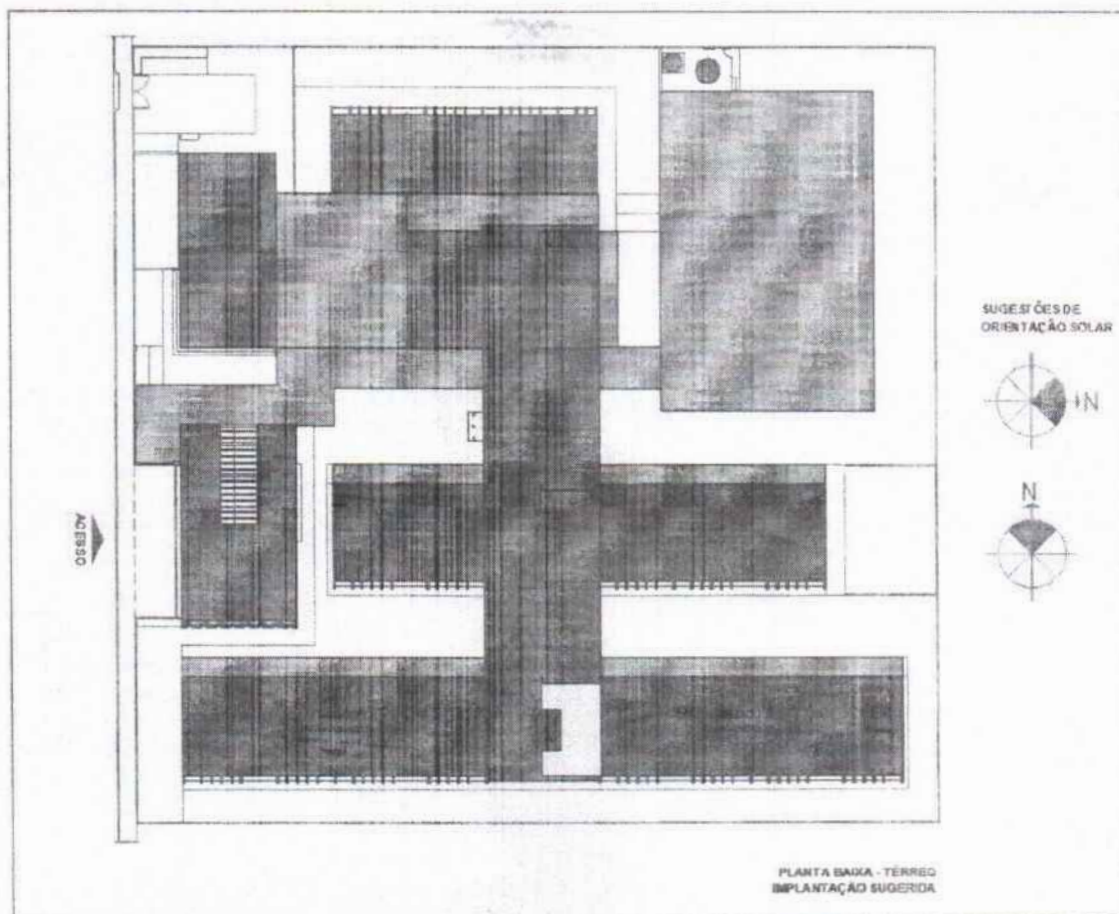 ACESSO
SUGESTÕES DE
ORIENTAÇÃO SOLAR
N
N
PLANTA BAIXA - TÉRREO
IMPLANTAÇÃO SUGERIDA